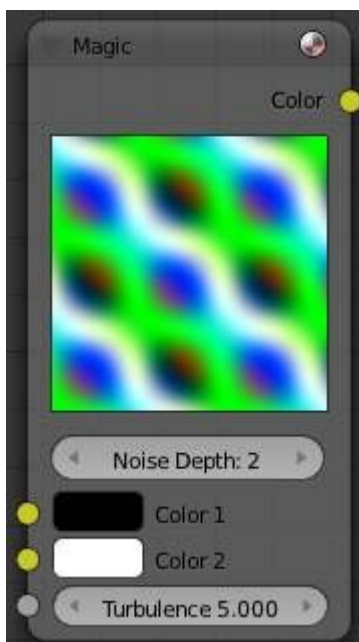 Magic
Color
Noise Depth: 2
Color 1
Color 2
Turbulence 5.000